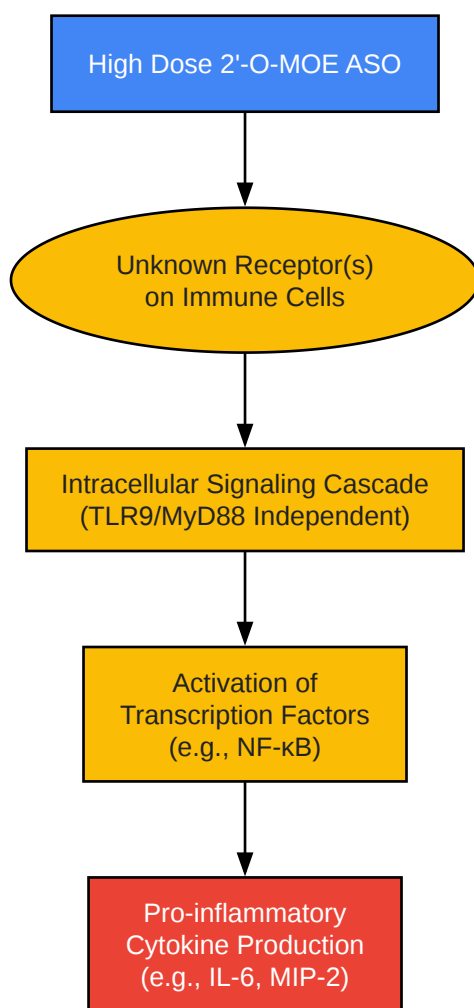 High Dose 2'-O-MOE ASO
Unknown Receptor(s)
on Immune Cells
Intracellular Signaling Cascade
(TLR9/MyD88 Independent)
Activation of
Transcription Factors
(e.g., NF-κB)
Pro-inflammatory
Cytokine Production
(e.g., IL-6, MIP-2)